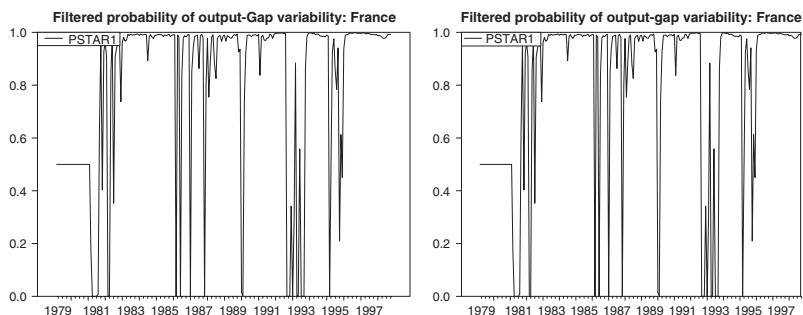 Filtered probability of output-Gap variability: France
1.0
PSTAR1
0.8
0.6
0.4
0.2
0.0
1979 1981 1983 1985 1987 1989 1991 1993 1995 1997
Filtered probability of output-gap variability: France
1.0
PSTAR1
0.8
0.6
0.4
0.2
0.0
1979 1981 1983 1985 1987 1989 1991 1993 1995 1997